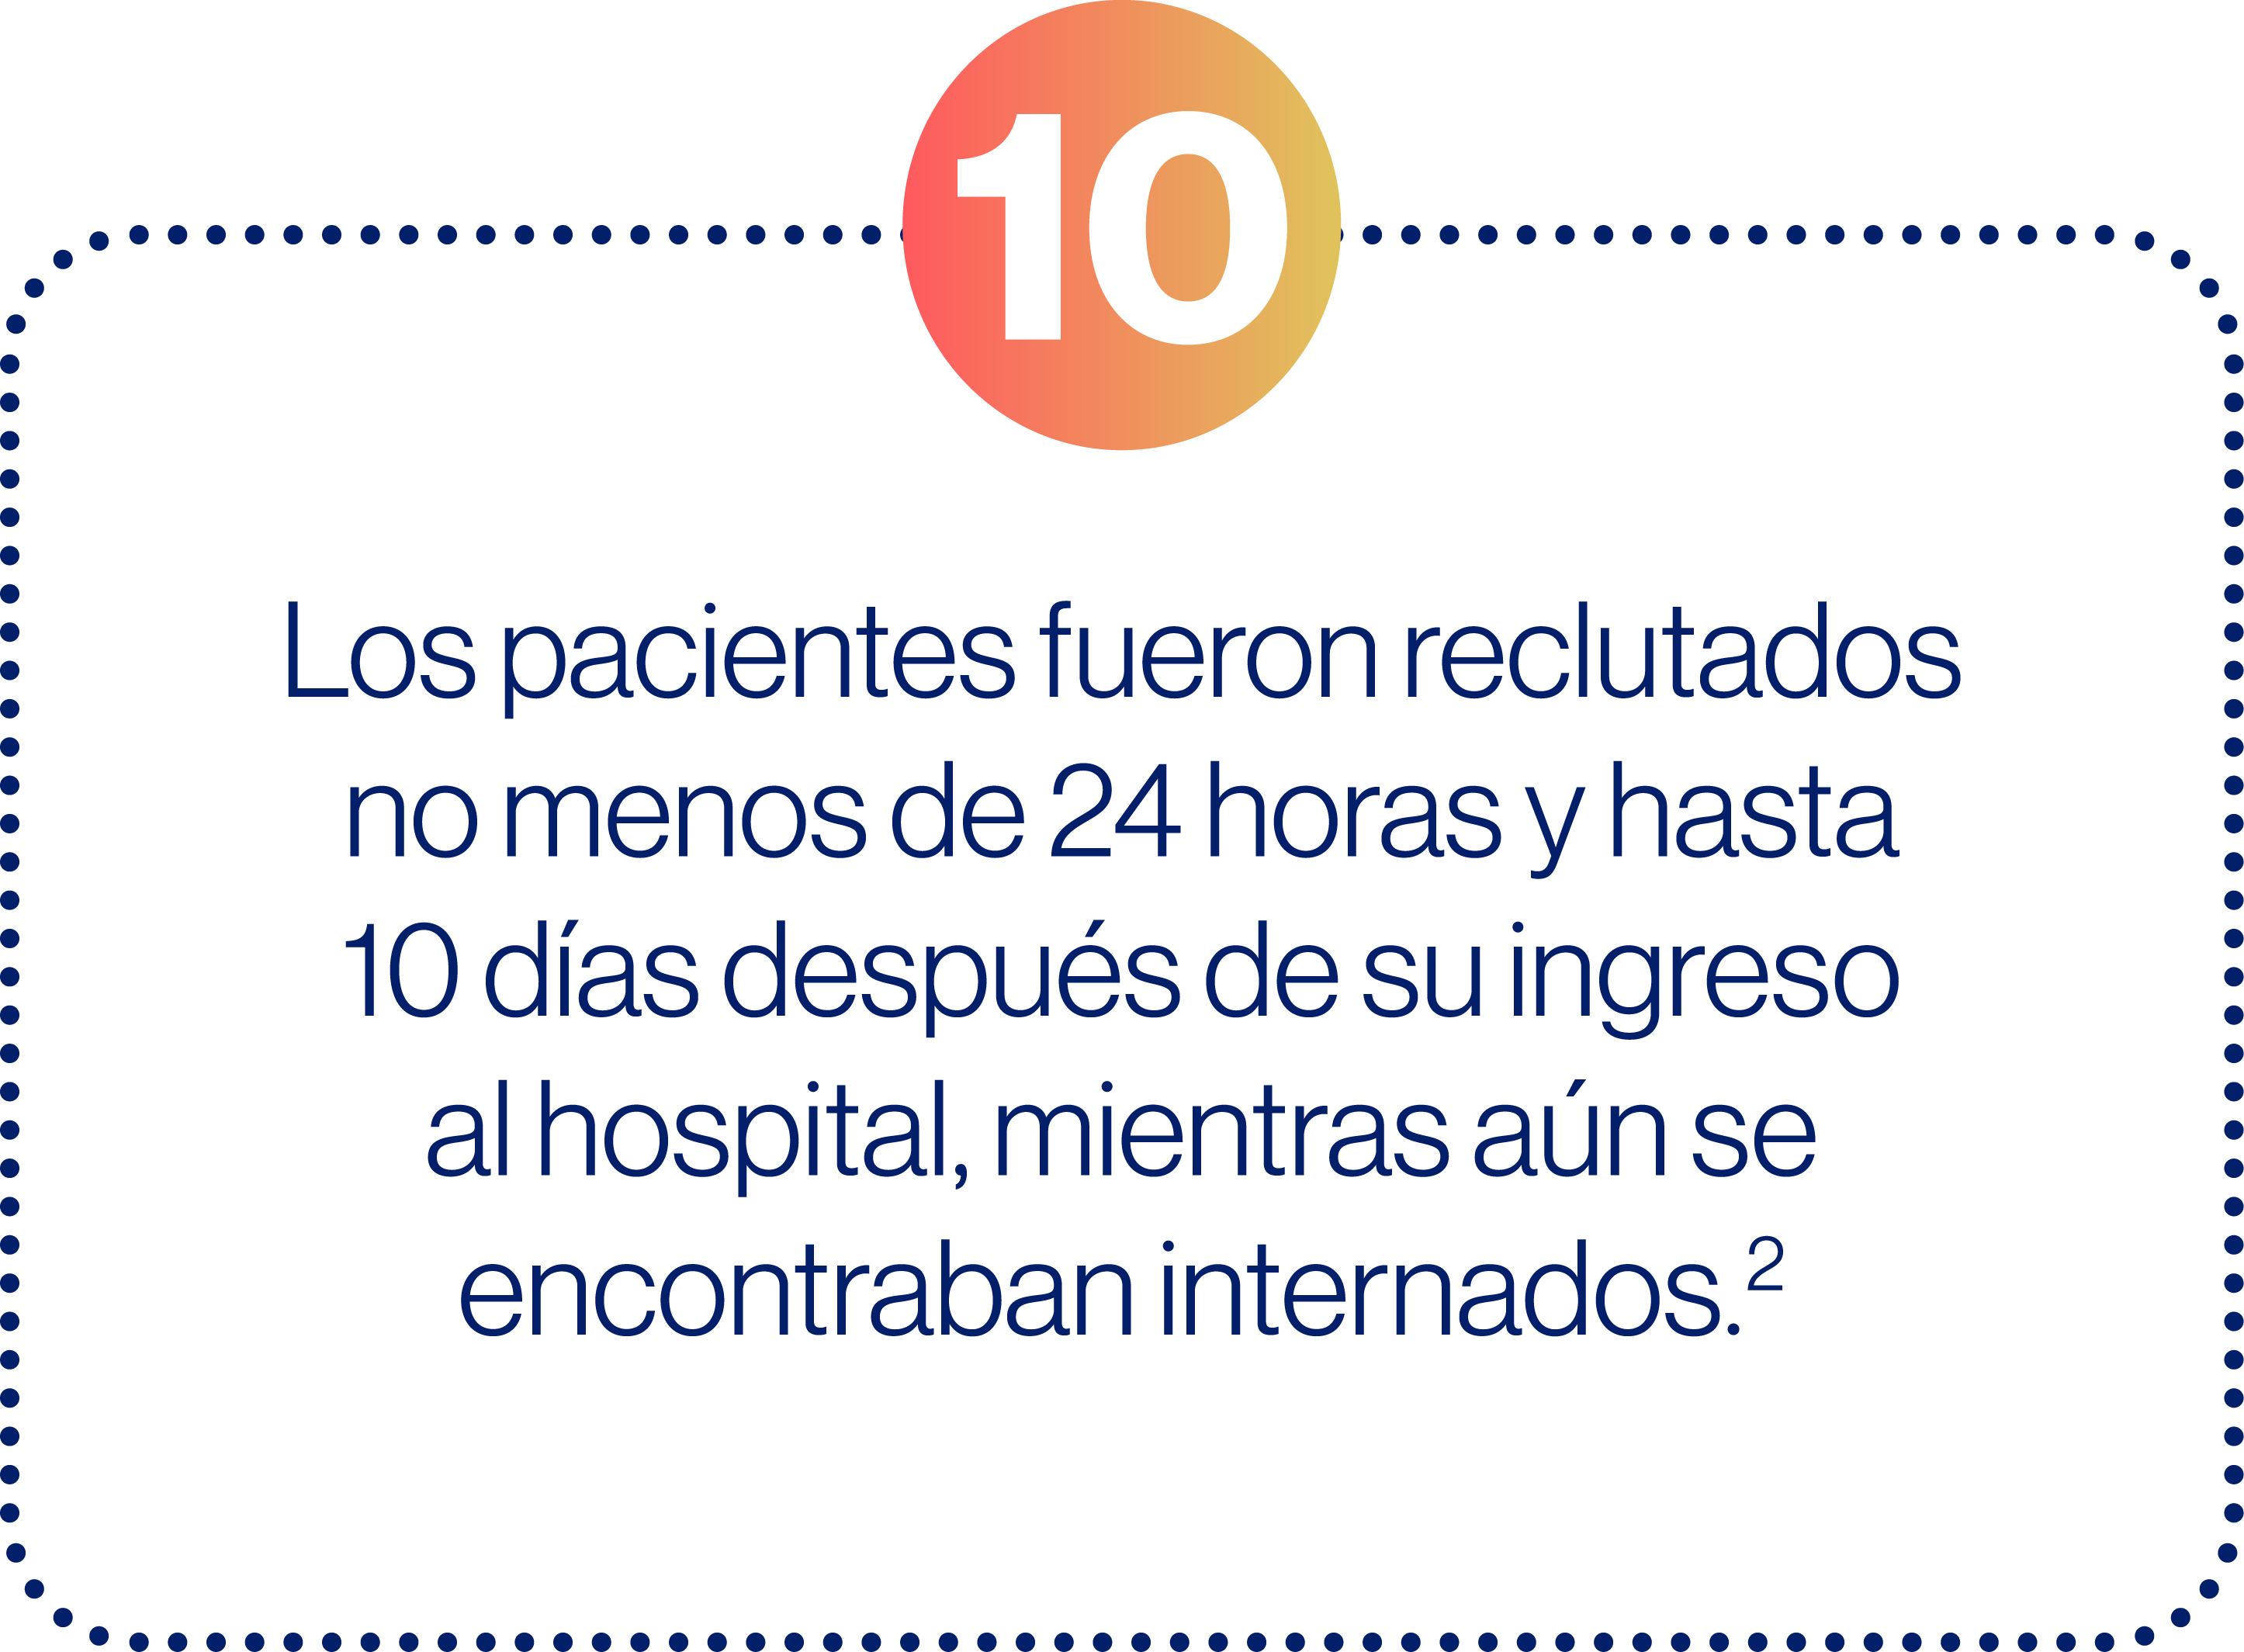 10
Los pacientes fueron reclutados
no menos de 24 horas y hasta
10 días después de su ingreso
al hospital, mientras aún se
encontraban internados.²